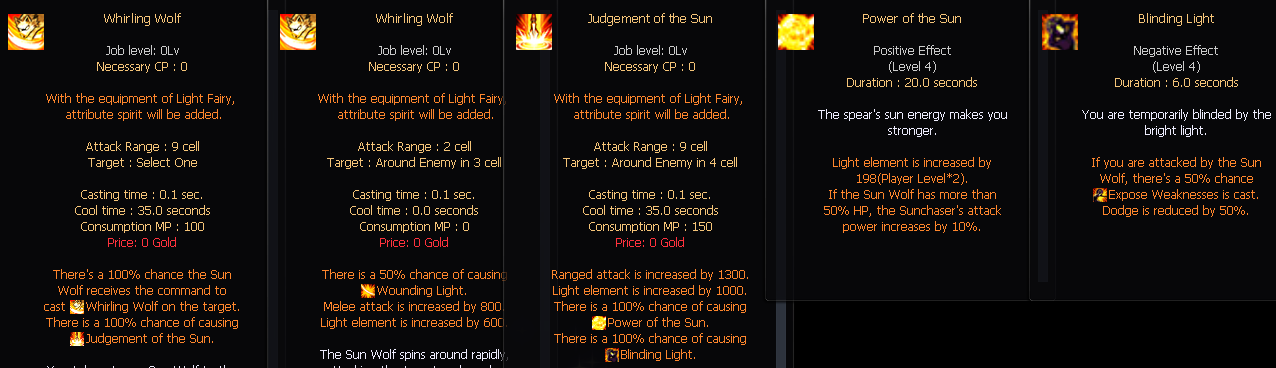 Whirling Wolf
Job level: 0Lv
Necessary CP : 0
With the equipment of Light Fairy,
attribute spirit will be added.
Attack Range : 9 cell
Target : Select One
Casting time : 0.1 sec.
Cool time : 35.0 seconds
Consumption MP : 100
Price: 0 Gold
There's a 100% chance the Sun
Wolf receives the command to
cast Whirling Wolf on the target.
There is a 100% chance of causing
Judgement of the Sun.
Whirling Wolf
Job level: 0Lv
Necessary CP : 0
With the equipment of Light Fairy,
attribute spirit will be added.
Attack Range : 2 cell
Target : Around Enemy in 3 cell
Casting time : 0.1 sec.
Cool time : 0.0 seconds
Consumption MP : 0
Price: 0 Gold
There is a 50% chance of causing
Wounding Light.
Melee attack is increased by 800.
Light element is increased by 600.
The Sun Wolf spins around rapidly,
Judgement of the Sun
Job level: 0Lv
Necessary CP : 0
With the equipment of Light Fairy,
attribute spirit will be added.
Attack Range : 9 cell
Target : Around Enemy in 4 cell
Casting time : 0.1 sec.
Cool time : 35.0 seconds
Consumption MP : 150
Price: 0 Gold
Ranged attack is increased by 1300.
Light element is increased by 1000.
There is a 100% chance of causing
Power of the Sun.
There is a 100% chance of causing
Blinding Light.
Power of the Sun
Positive Effect
(Level 4)
Duration : 20.0 seconds
The spear's sun energy makes you
stronger.
Light element is increased by
198(Player Level*2).
If the Sun Wolf has more than
50% HP, the Sunchaser's attack
power increases by 10%.
Blinding Light
Negative Effect
(Level 4)
Duration : 6.0 seconds
You are temporarily blinded by the
bright light.
If you are attacked by the Sun
Wolf, there's a 50% chance
Expose Weaknesses is cast.
Dodge is reduced by 50%.